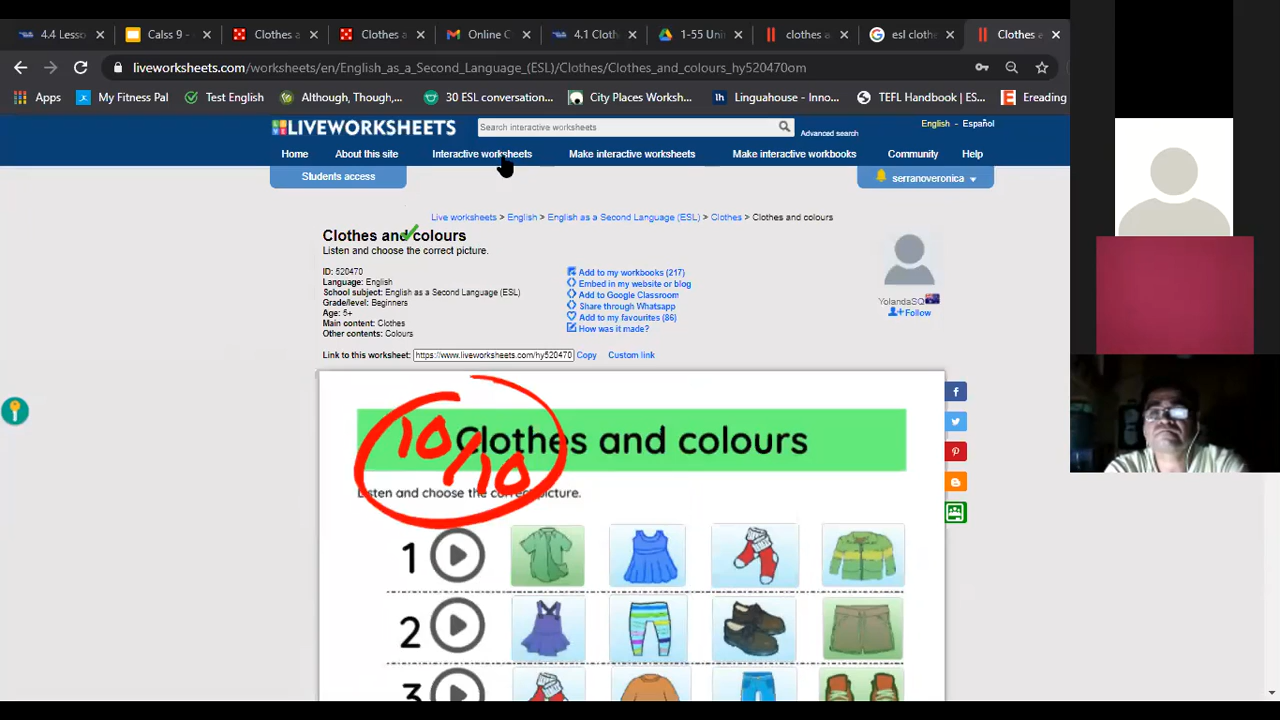 4.4 Lesso
Calss 9 -
Clothes a
Clothes a
Online C
4.1 Cloth
1-55 Uni
clothes a
esl clothe
Clothes a
liveworksheets.com/worksheets/en/English_as_a_Second_Language_(ESL)/Clothes/Clothes_and_colours_hy520470om
Apps
My Fitness Pal
Test English
Although, Though,...
30 ESL conversation...
City Places Worksh...
lh Linguahouse - Inno...
TEFL Handbook | ES...
Ereading
LIVEWORKSHEETS
Search interactive worksheets
Advanced search
English - Español
Home
About this site
Interactive worksheets
Make interactive worksheets
Make interactive workbooks
Community
Help
Students access
serranoveronica
Live worksheets > English > English as a Second Language (ESL) > Clothes > Clothes and colours
Clothes and colours
Listen and choose the correct picture.
ID: 520470
Language: English
School subject: English as a Second Language (ESL)
Grade/level: Beginners
Age: 5+
Main content: Clothes
Other contents: Colours
Add to my workbooks (217)
Embed in my website or blog
Add to Google Classroom
Share through Whatsapp
Add to my favourites (86)
How was it made?
YolandaSQ
Follow
Link to this worksheet: https://www.liveworksheets.com/hy520470 Copy Custom link
10/10
Clothes and colours
Listen and choose the correct picture.
1
2
3